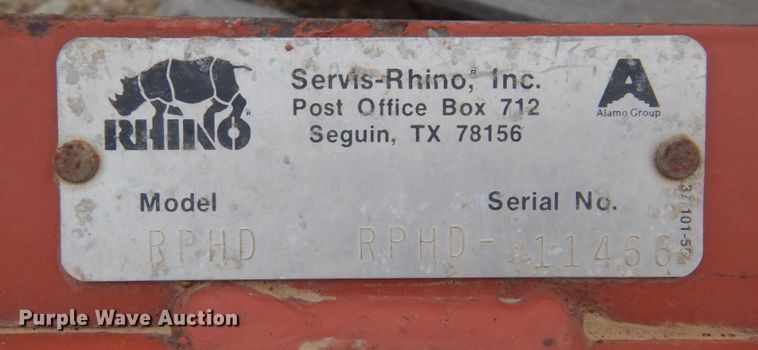 Servis-Rhino®, Inc.
Post Office Box 712
Seguin, TX 78156
RHINO®
A
Alamo Group
Model
Serial No.
RPHD
RPHD-11466
Purple Wave Auction